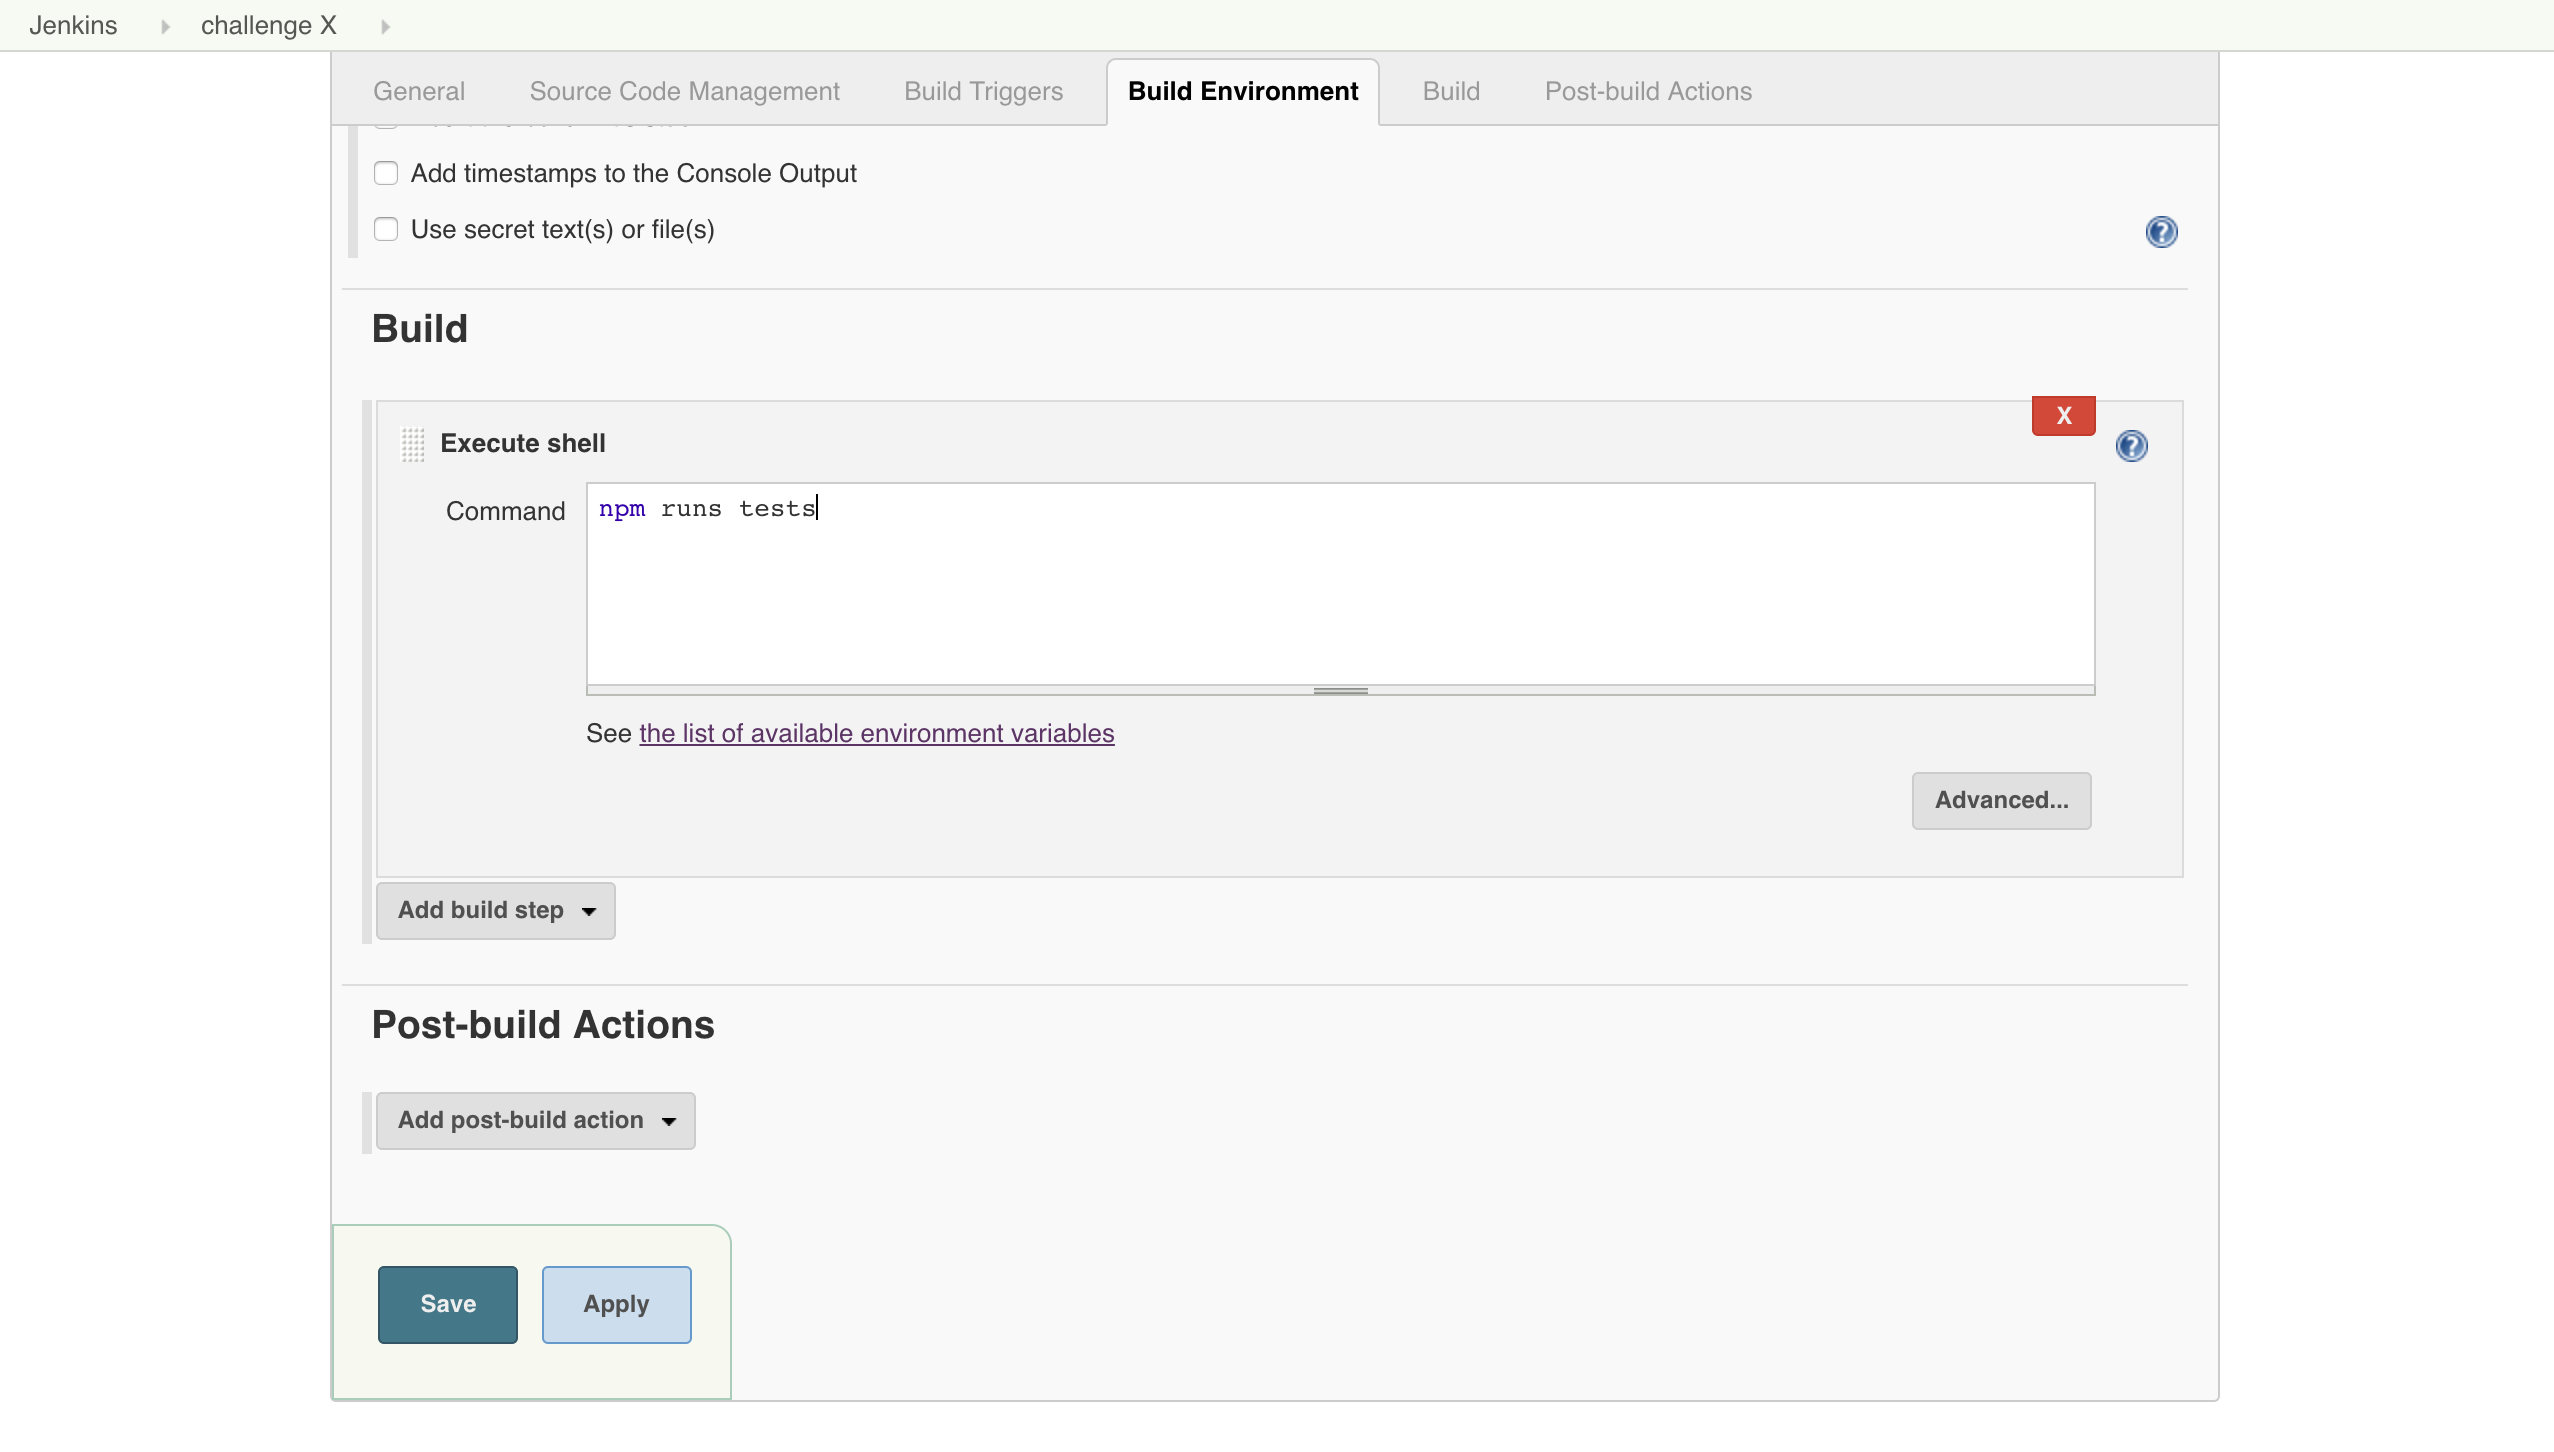 Jenkins challenge X
General Source Code Management Build Triggers Build Environment Build Post-build Actions
Add timestamps to the Console Output
Use secret text(s) or file(s)
?
Build
X
Execute shell
?
Command
npm runs tests
See the list of available environment variables
Advanced...
Add build step
Post-build Actions
Add post-build action
Save Apply